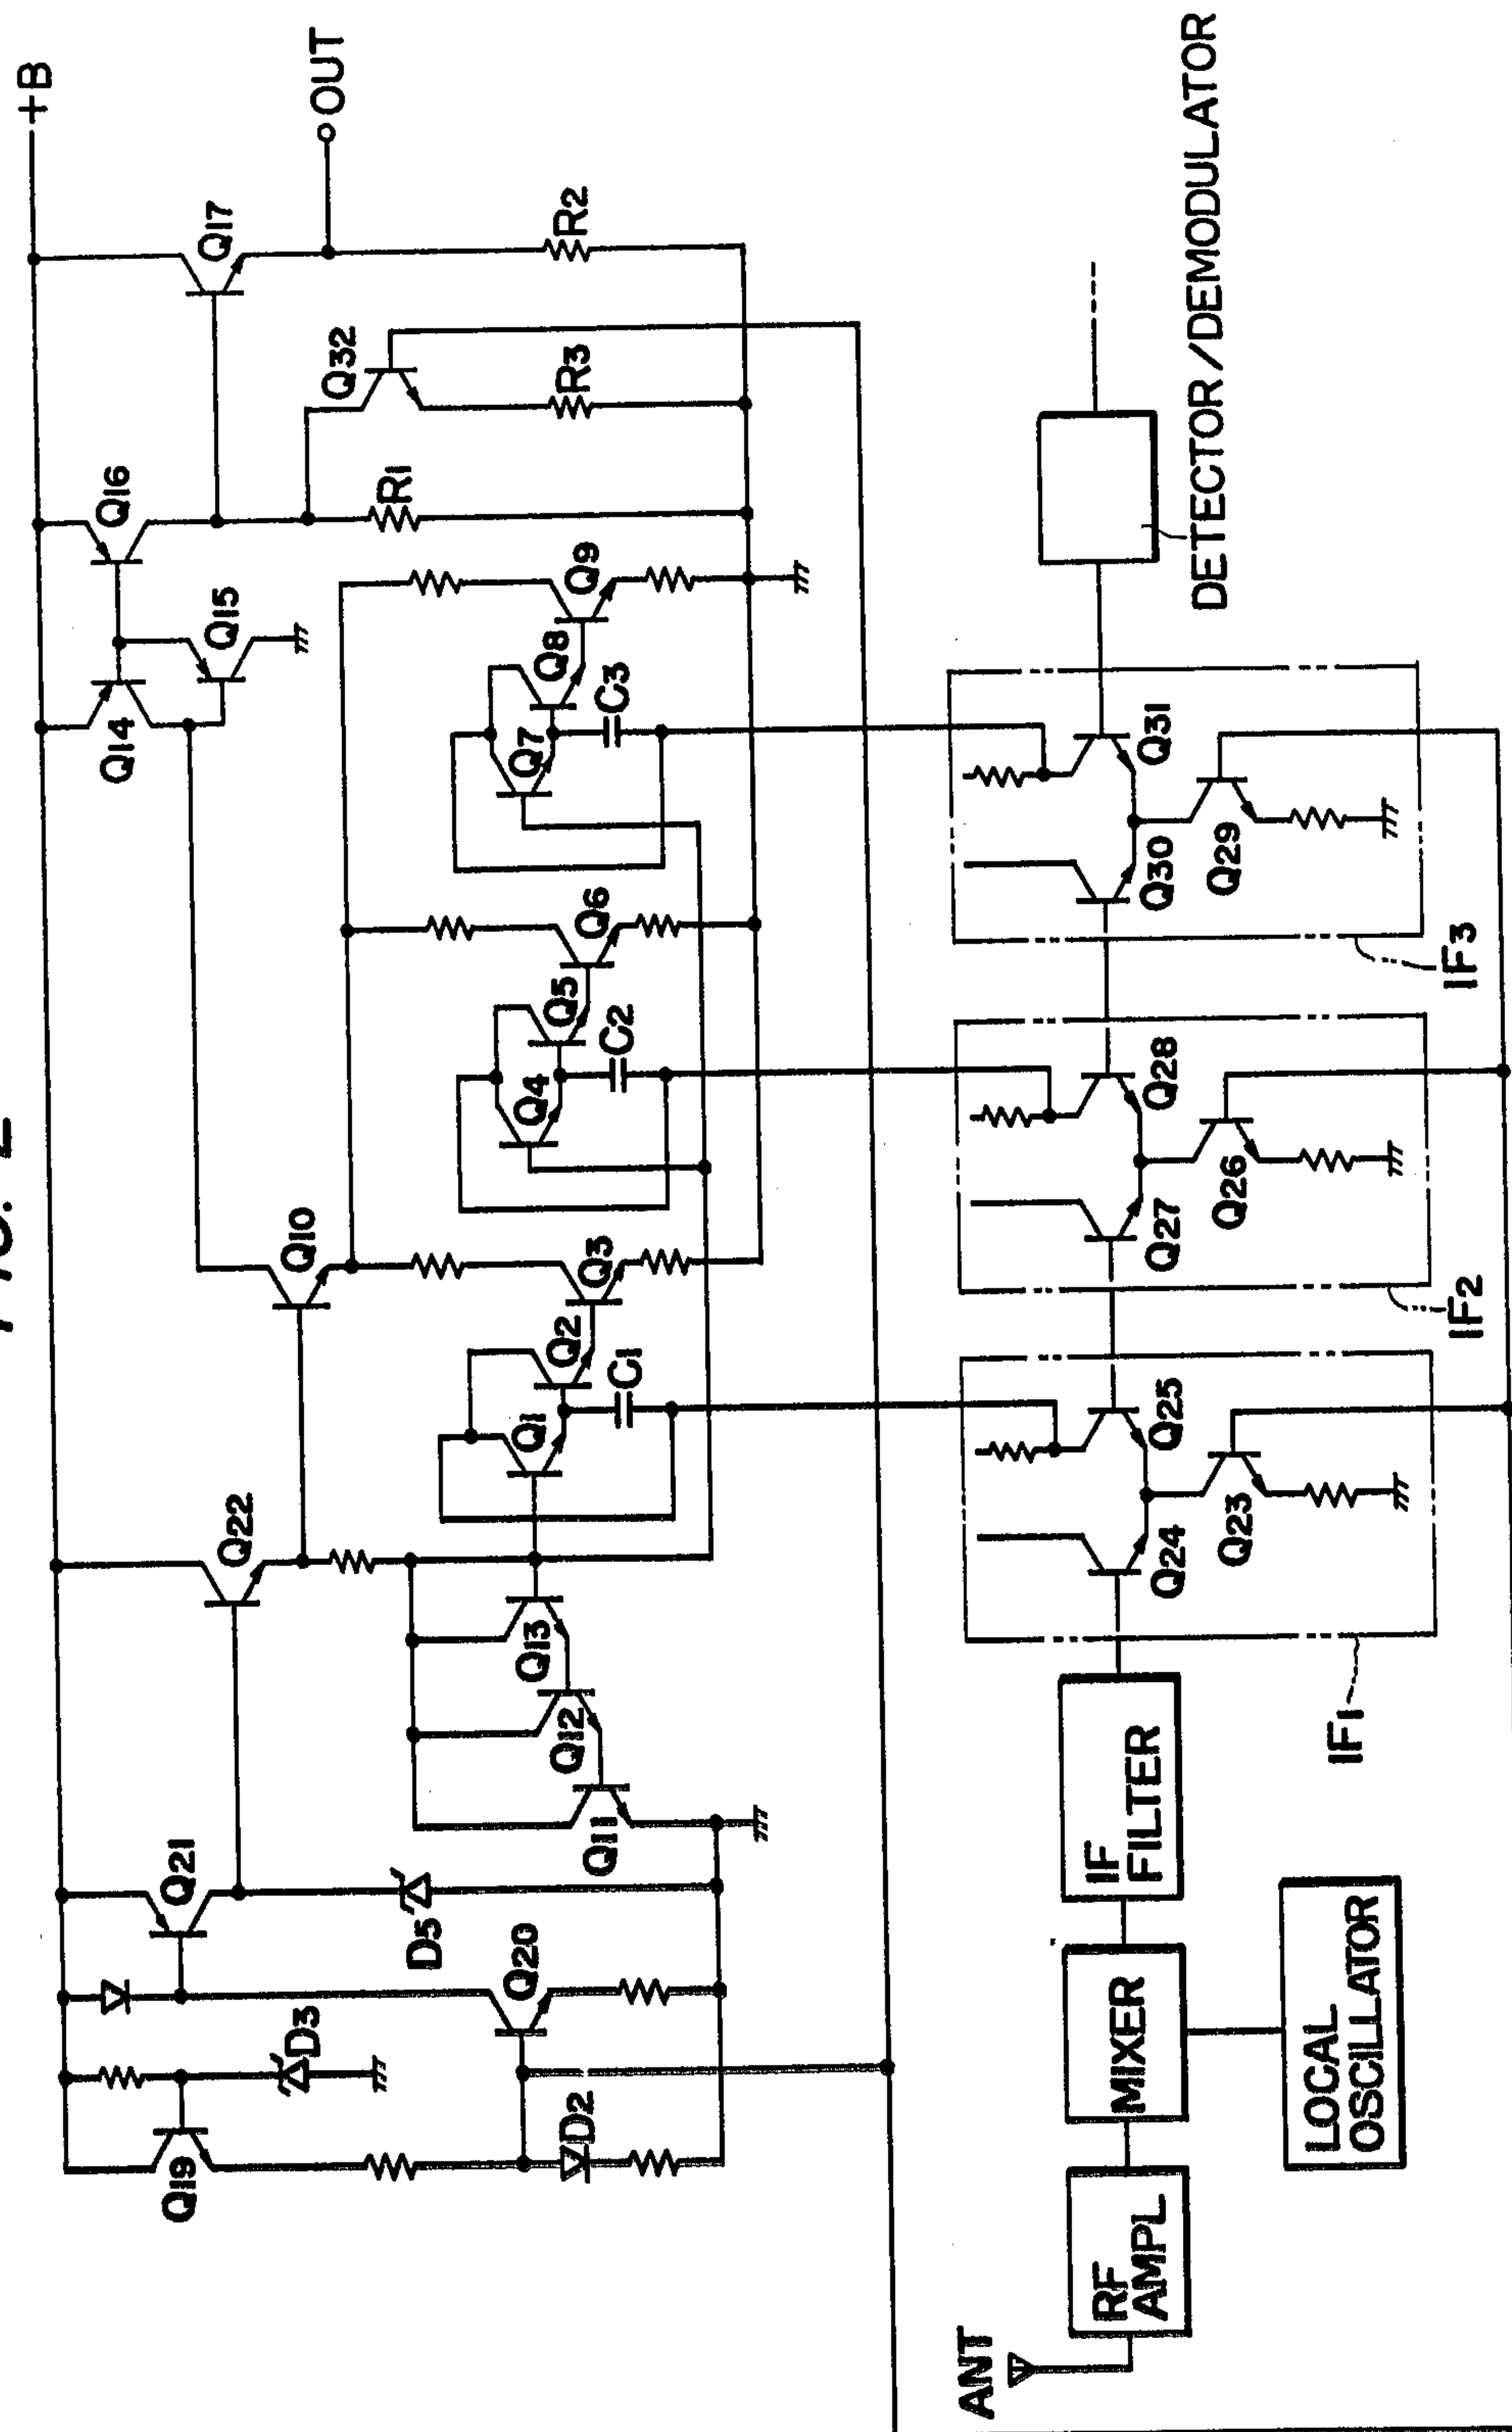 FIG. 2
+B
OUT
Q19
D3
D2
Q20
Q21
D5
Q11
Q12
Q13
Q22
Q1
Q2
C1
Q3
Q10
Q4
Q5
C2
Q6
Q7
Q8
C3
Q9
Q14
Q15
Q16
R1
Q32
R3
Q17
R2
ANT
RF
AMPL
MIXER
LOCAL
OSCILLATOR
IF
FILTER
IF1
Q24
Q23
Q25
IF2
Q27
Q26
Q28
IF3
Q30
Q29
Q31
DETECTOR/DEMODULATOR